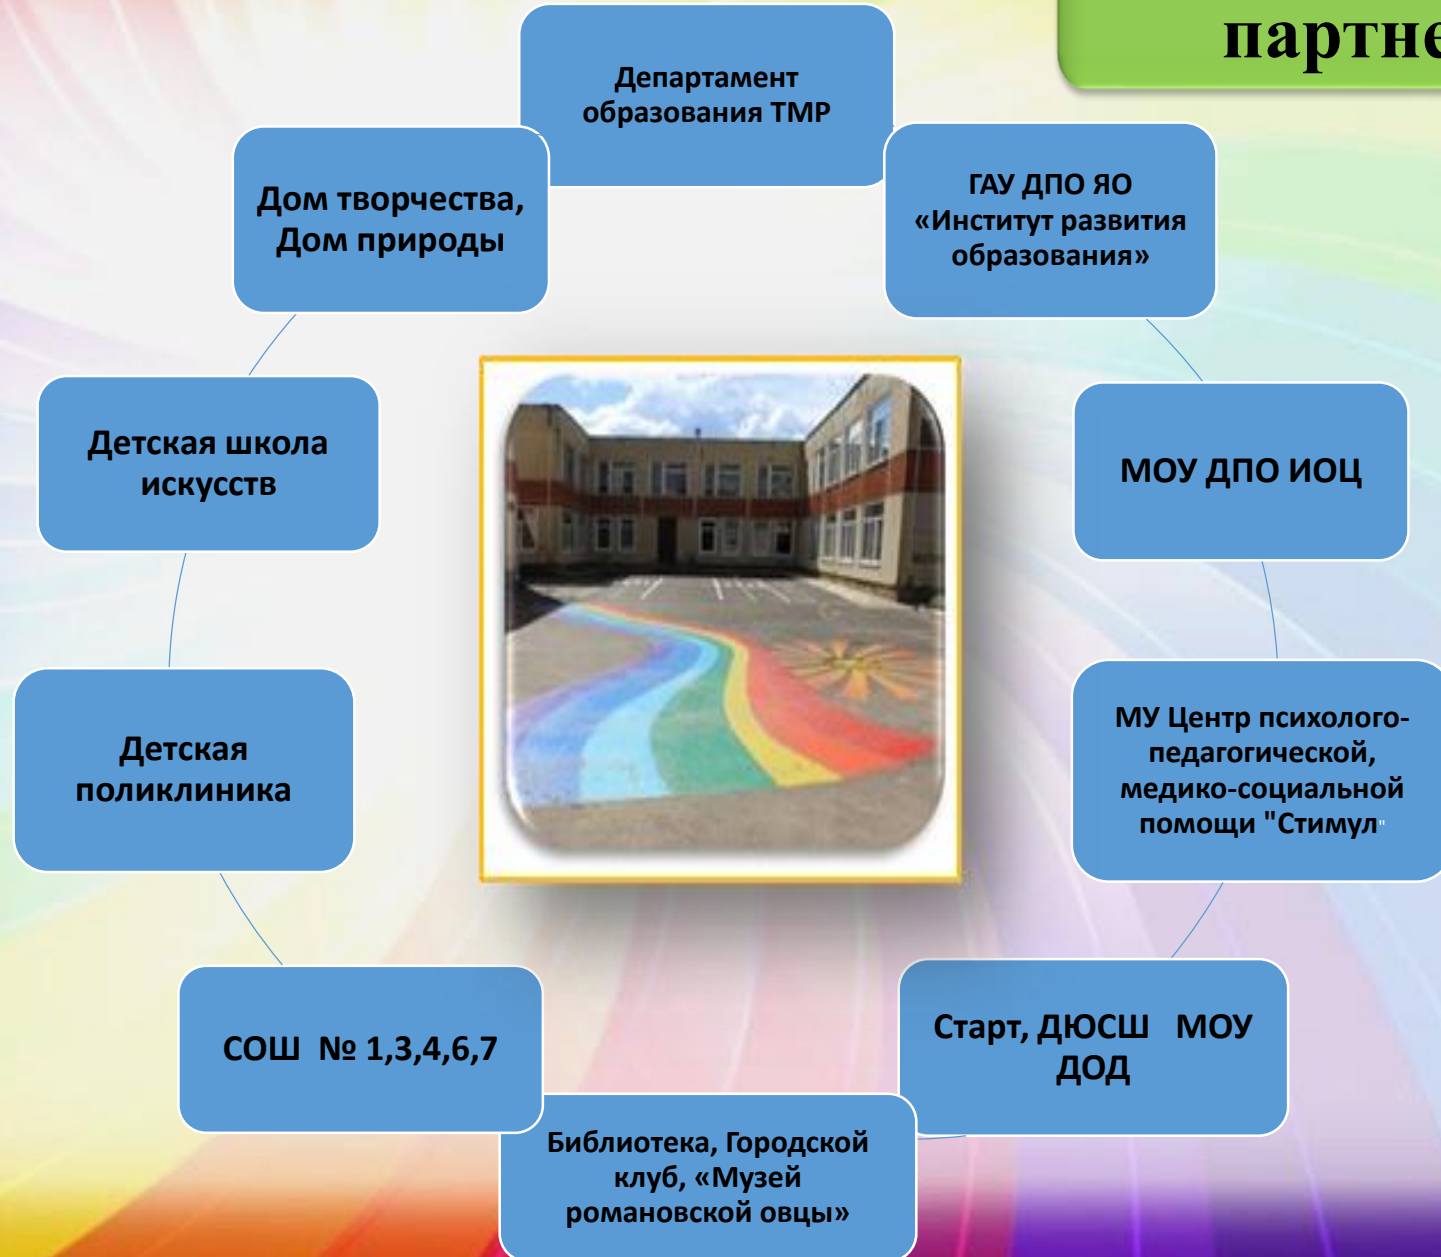 партне
Департамент
образования ТМР
ГАУ ДПО ЯО
«Институт развития
образования»
МОУ ДПО ИОЦ
МУ Центр психолого-
педагогической,
медико-социальной
помощи "Стимул"
Старт, ДЮСШ   МОУ
ДОД
Библиотека, Городской
клуб, «Музей
романовской овцы»
СОШ  № 1,3,4,6,7
Детская
поликлиника
Детская школа
искусств
Дом творчества,
Дом природы